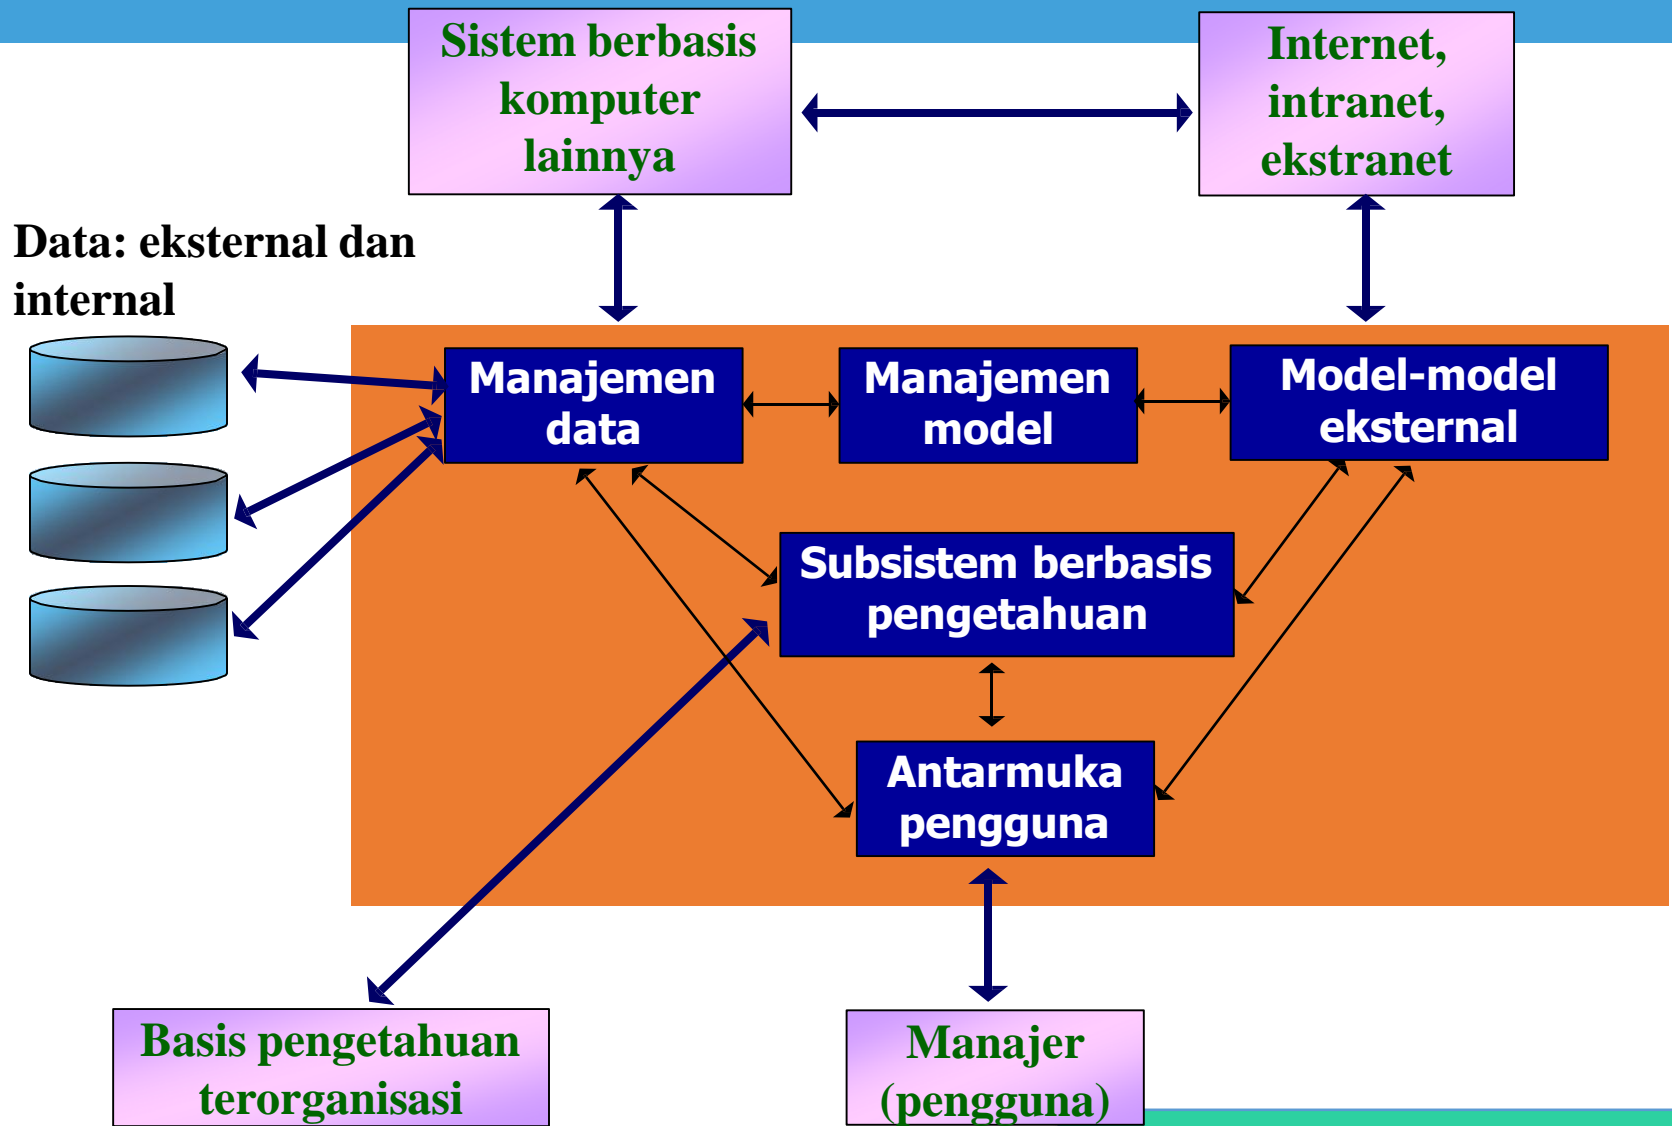 Sistem berbasis
komputer
lainnya
Internet,
intranet,
ekstranet
Data: eksternal dan
internal
Manajemen
data
Manajemen
model
Model-model
eksternal
Subsistem berbasis
pengetahuan
Antarmuka
pengguna
Basis pengetahuan
terorganisasi
Manajer
(pengguna)